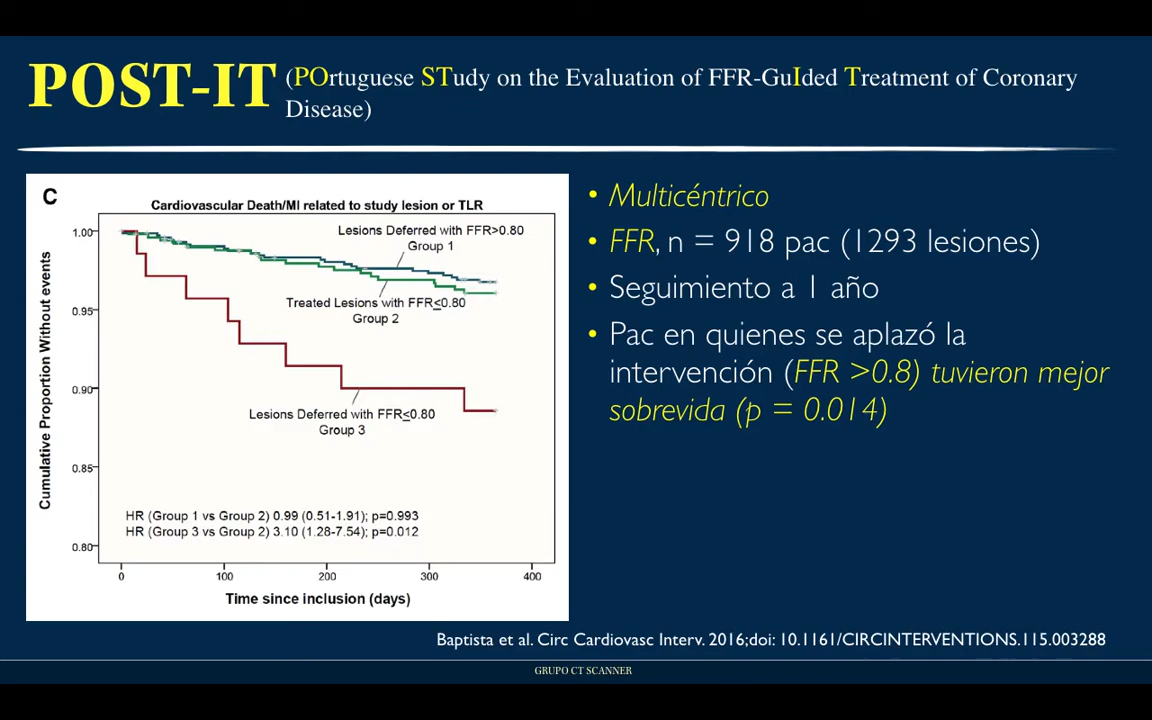 POST-IT (POrtuguese STudy on the Evaluation of FFR-GuIded Treatment of Coronary
Disease)
C
Cardiovascular Death/MI related to study lesion or TLR
Cumulative Proportion Without events
1.00
0.95
0.90
0.85
0.80
Lesions Deferred with FFR>0.80
Group 1
Treated Lesions with FFR≤0.80
Group 2
Lesions Deferred with FFR≤0.80
Group 3
HR (Group 1 vs Group 2) 0.99 (0.51-1.91); p=0.993
HR (Group 3 vs Group 2) 3.10 (1.28-7.54); p=0.012
0 100 200 300 400
Time since inclusion (days)
• Multicéntrico
• FFR, n = 918 pac (1293 lesiones)
• Seguimiento a 1 año
• Pac en quienes se aplazó la
intervención (FFR >0.8) tuvieron mejor
sobrevida (p = 0.014)
Baptista et al. Circ Cardiovasc Interv. 2016;doi: 10.1161/CIRCINTERVENTIONS.115.003288
GRUPO CT SCANNER